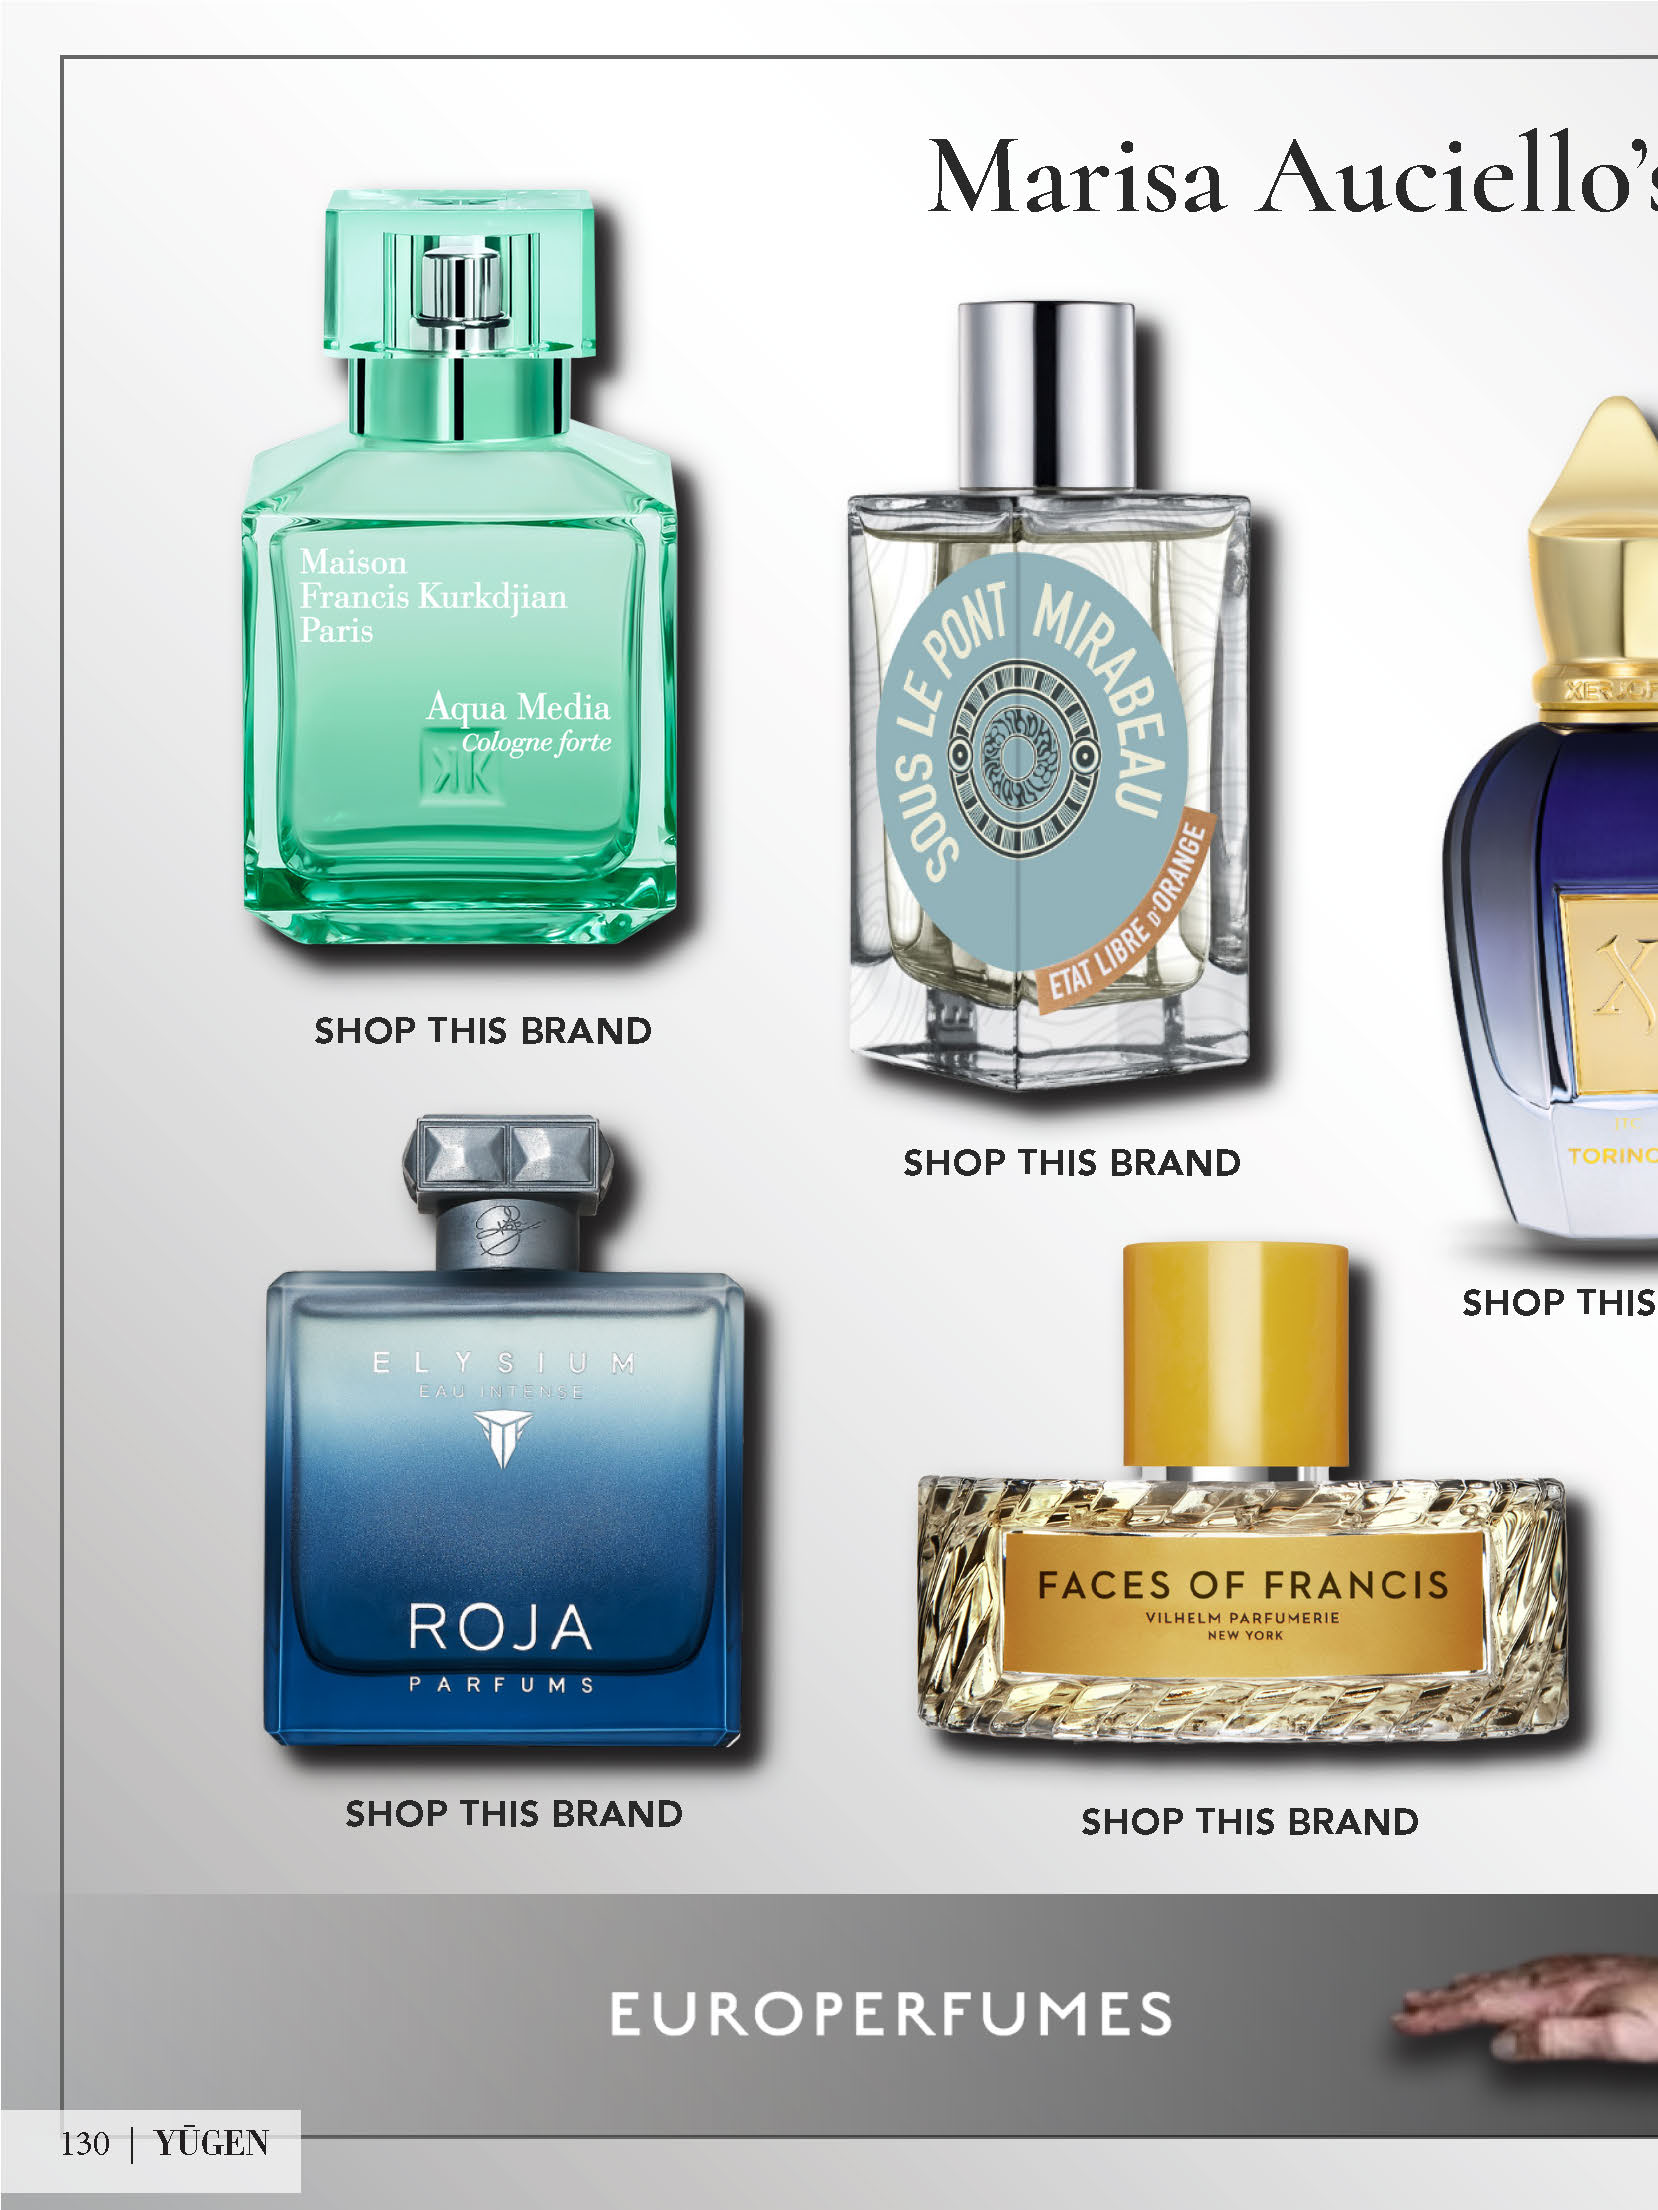 Marisa Auciello's
Maison
Francis Kurkdjian
Paris
Aqua Media
Cologne forte
SHOP THIS BRAND
SOUS LE PONT MIRABEAU
ETAT LIBRE D'ORANGE
SHOP THIS BRAND
XERJOF
XJ
TORINO
SHOP THIS
ELYSIUM
EAU INTENSE
ROJA
PARFUMS
SHOP THIS BRAND
FACES OF FRANCIS
VILHELM PARFUMERIE
NEW YORK
SHOP THIS BRAND
EUROPERFUMES
130 | YŪGEN